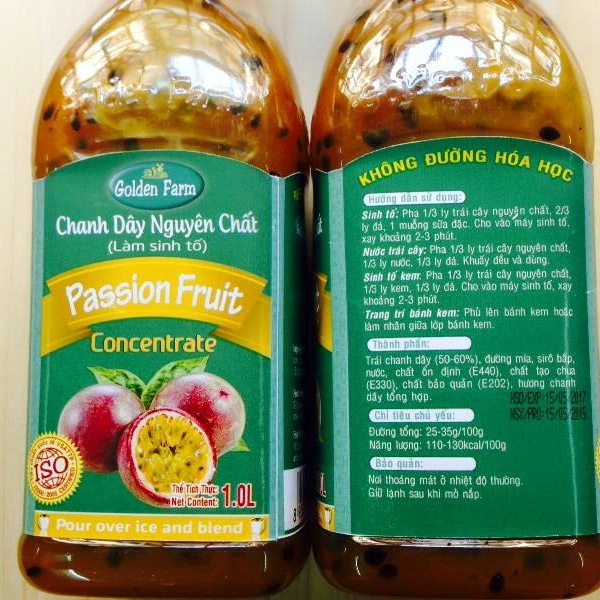 Golden Farm
Chanh Dây Nguyên Chất
(Làm sinh tố)
Passion Fruit
Concentrate
ISO
Thể Tích Thực:
Net Content: 1.0L
Pour over ice and blend
KHÔNG ĐƯỜNG HÓA HỌC
Hướng dẫn sử dụng:
Sinh tố: Pha 1/3 ly trái cây nguyên chất, 2/3
ly đá, 1 muỗng sữa đặc. Cho vào máy sinh tố,
xay khoảng 2-3 phút.
Nước trái cây: Pha 1/3 ly trái cây nguyên chất,
1/3 ly nước, 1/3 ly đá. Khuấy đều và dùng.
Sinh tố kem: Pha 1/3 ly trái cây nguyên chất,
1/3 ly kem, 1/3 ly đá. Cho vào máy sinh tố, xay
khoảng 2-3 phút.
Trang trí bánh kem: Phủ lên bánh kem hoặc
làm nhân giữa lớp bánh kem.
Thành phần:
Trái chanh dây (50-60%), đường mía, sirô bắp,
nước, chất ổn định (E440), chất tạo chua
(E330), chất bảo quản (E202), hương chanh
dây tổng hợp.
HSD/EXP:15/05/2017
NSX/PRO:15/05/2015
Chỉ tiêu chủ yếu:
Đường tổng: 25-35g/100g
Năng lượng: 110-130kcal/100g
Bảo quản:
Nơi thoáng mát ở nhiệt độ thường.
Giữ lạnh sau khi mở nắp.